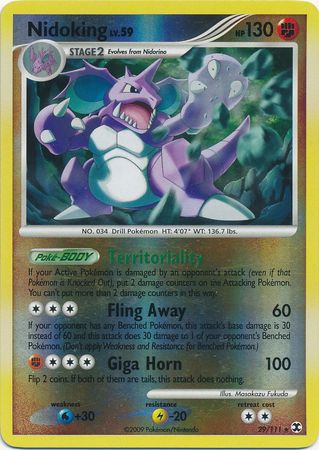 Nidoking LV.59 HP 130
STAGE2 Evolves from Nidorino
NO. 034 Drill Pokémon HT: 4'07" WT: 136.7 lbs.
Poké-BODY Territoriality
If your Active Pokémon is damaged by an opponent's attack (even if that
Pokémon is Knocked Out), put 2 damage counters on the Attacking Pokémon.
You can't put more than 2 damage counters in this way.
Fling Away 60
If your opponent has any Benched Pokémon, this attack's base damage is 30
instead of 60 and this attack does 30 damage to 1 of your opponent's Benched
Pokémon. (Don't apply Weakness and Resistance for Benched Pokémon.)
Giga Horn 100
Flip 2 coins. If both of them are tails, this attack does nothing.
Illus. Masakazu Fukuda
weakness resistance retreat cost
+30 -20
©2009 Pokémon/Nintendo 29/111 ★